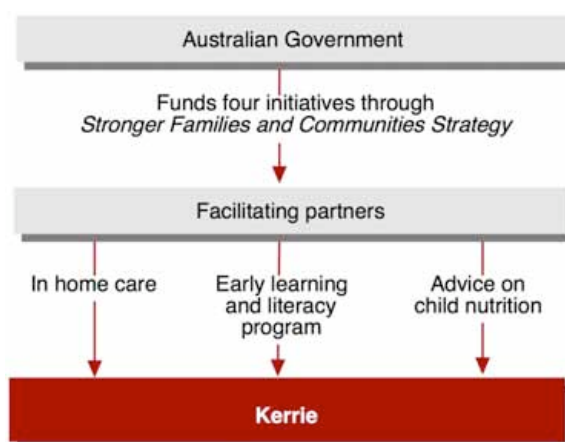 Australian Government
Funds four initiatives through
Stronger Families and Communities Strategy
Facilitating partners
In home care
Early learning
and literacy
program
Advice on
child nutrition
Kerrie